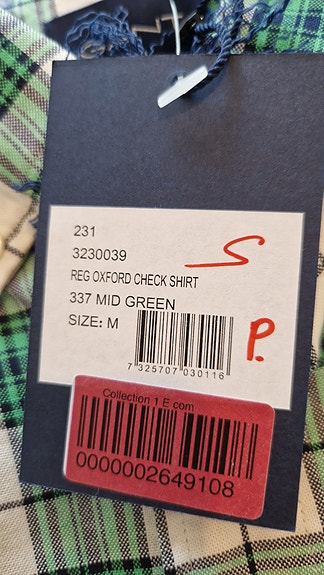 231
3230039
REG OXFORD CHECK SHIRT
337 MID GREEN
SIZE: M
S
P.
7 325707 030116
Collection 1 E com
0000002649108